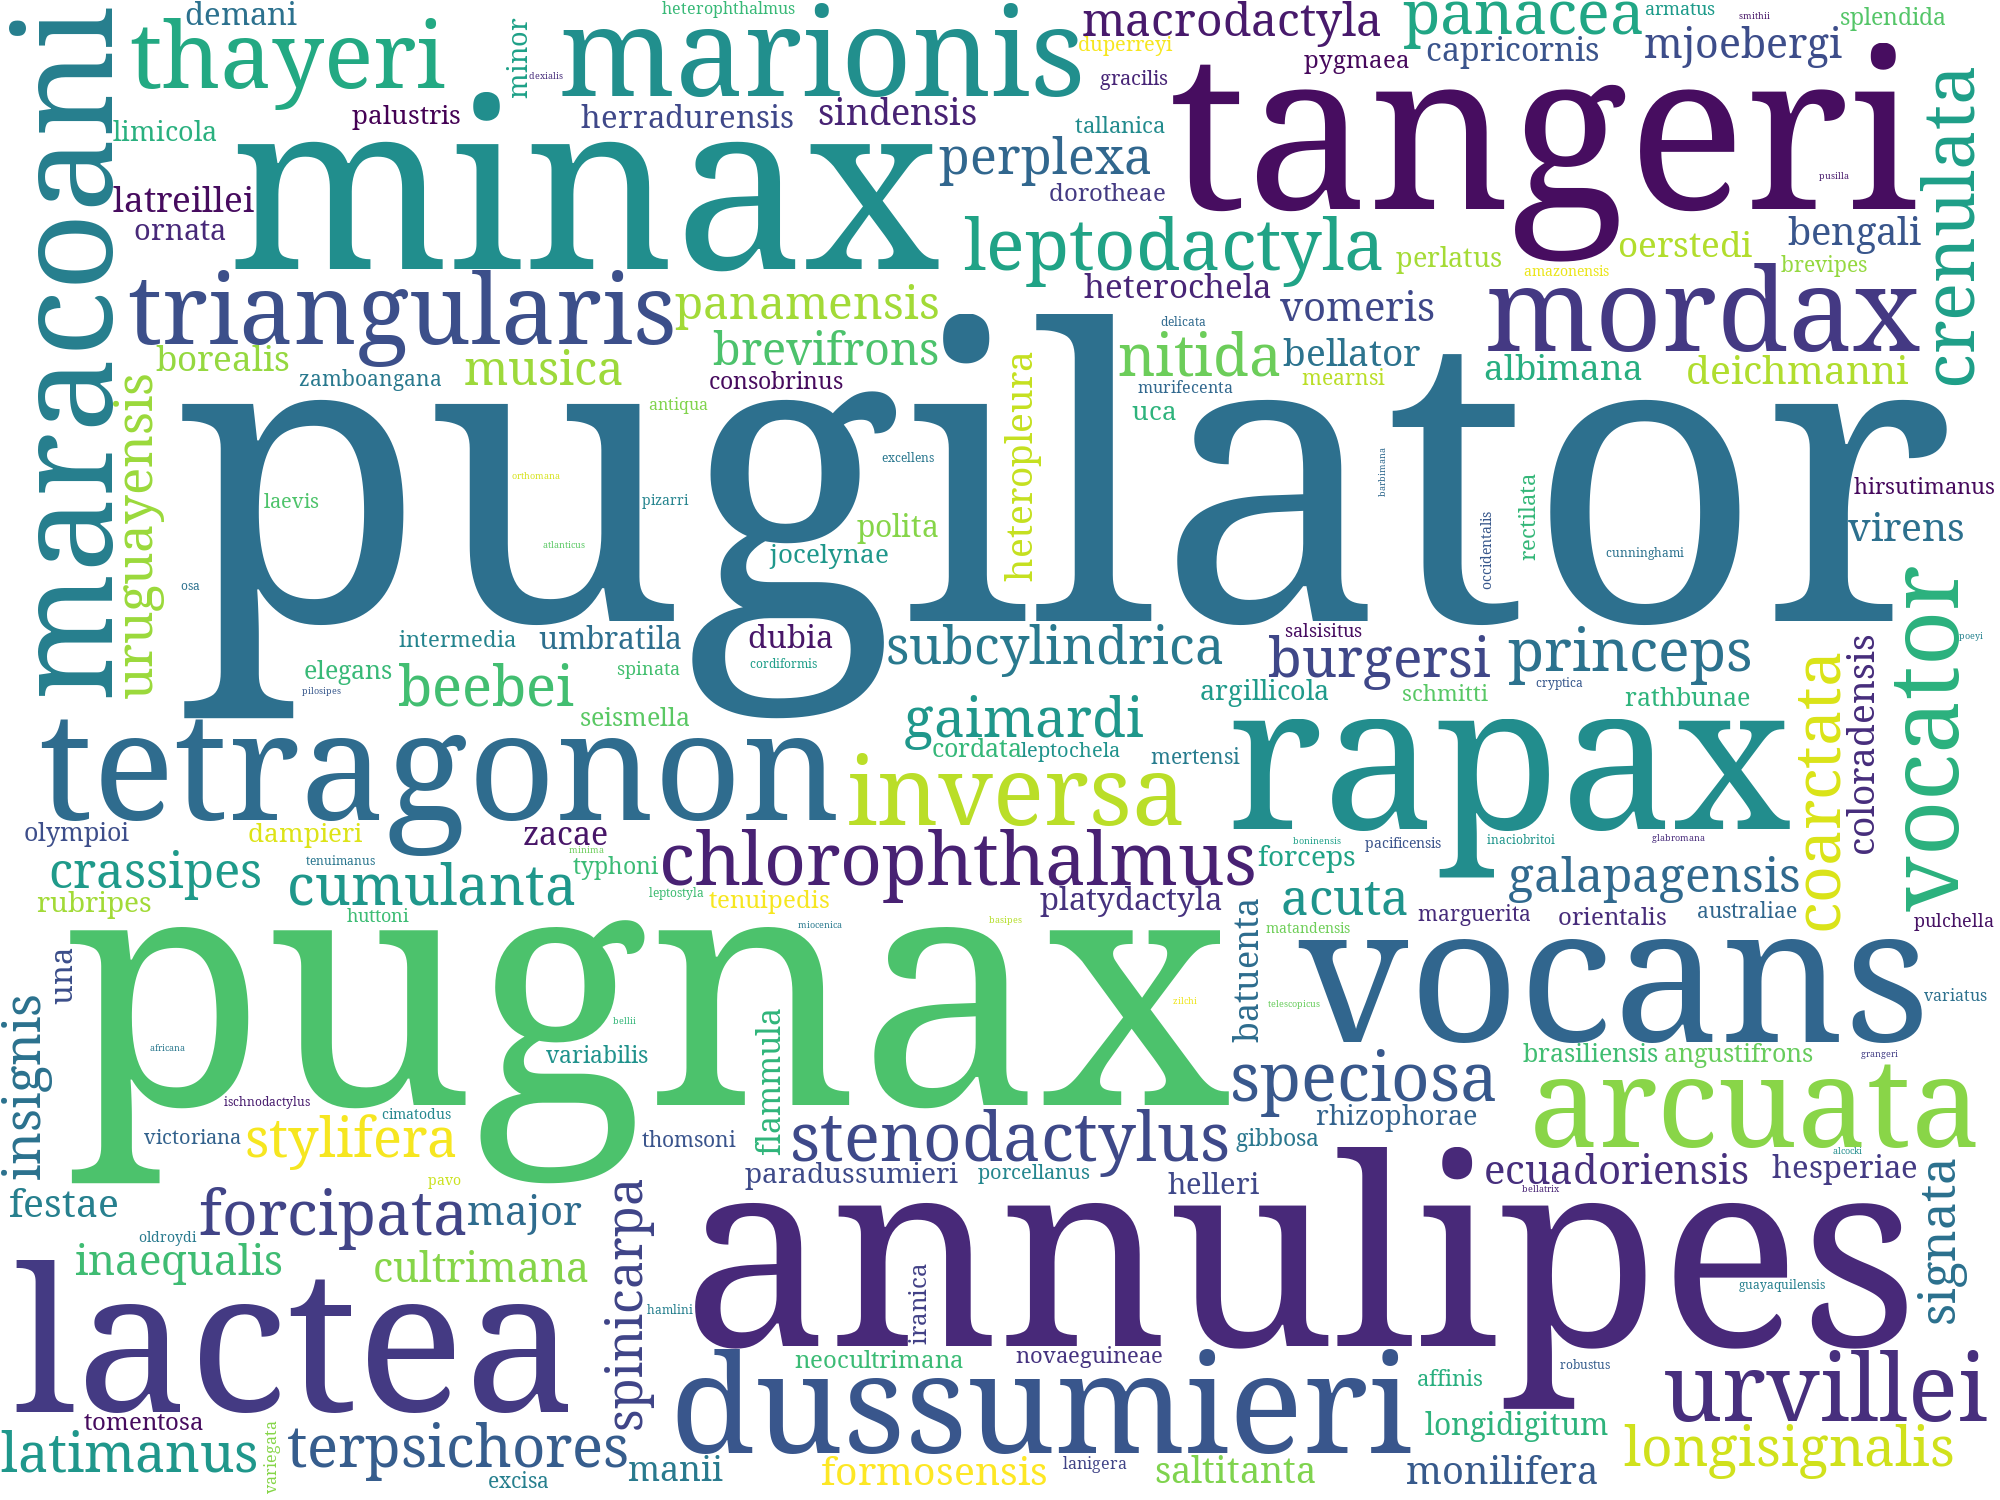 demani
heterophthalmus
macrodactyla
panacea
armatus
smithii
splendida
maracoani
thayeri
minor
dexialis
marionis
duperreyi
gracilis
pygmaea
capricornis
mjoebergi
limicola
palustris
herradurensis
sindensis
tallanica
tangeri
crenulata
minax
perplexa
latreillei
ornata
dorotheae
pusilla
leptodactyla
perlatus
oerstedi
bengali
amazonensis
brevipes
triangularis
panamensis
heterochela
vomeris
mordax
borealis
musica
brevifrons
delicata
nitida
bellator
albimana
deichmanni
zamboangana
consobrinus
murifecenta
mearnsi
uruguayensis
antiqua
heteropleura
uca
pugilator
excellens
barbimana
laevis
orthomana
pizarri
hirsutimanus
rectilata
occidentalis
polita
virens
jocelynae
atlanticus
cunninghami
osa
vocator
intermedia
umbratila
dubia
subcylindrica
salsisitus
burgersi
princeps
poeyi
coloradensis
elegans
beebei
spinata
cordiformis
pilosipes
argillicola
schmitti
cryptica
rathbunae
coarctata
seismella
gaimardi
cordata
leptochela
mertensi
tetragonon
inversa
rapax
olympioi
dampieri
zacae
chlorophthalmus
boninensis
pacificensis
inaciobritoi
glabromana
minima
crassipes
tenuimanus
cumulanta
typhoni
forceps
galapagensis
rubripes
leptostyla
tenuipedis
platydactyla
acuta
marguerita
orientalis
australiae
pulchella
huttoni
miocenica
basipes
batuenta
matandensis
una
pugnax
vocans
insignis
zilchi
telescopicus
variatus
bellii
flammula
africana
variabilis
brasiliensis
angustifrons
grangeri
speciosa
arcuata
ischnodactylus
cimatodus
rhizophorae
victoriana
stylifera
thomsoni
stenodactylus
gibbosa
alcocki
paradussumieri
porcellanus
helleri
ecuadoriensis
hesperiae
pavo
bellatrix
festae
forcipata
major
spinicarpa
annulipes
signata
oldroydi
inaequalis
cultrimana
iranica
guayaquilensis
lactea
hamlini
neocultrimana
novaeguineae
robustus
affinis
dussumieri
urvillei
tomentosa
longidigitum
latimanus
variegata
terpsichores
excisa
manii
formosensis
lanigera
saltitanta
monilifera
longisignalis